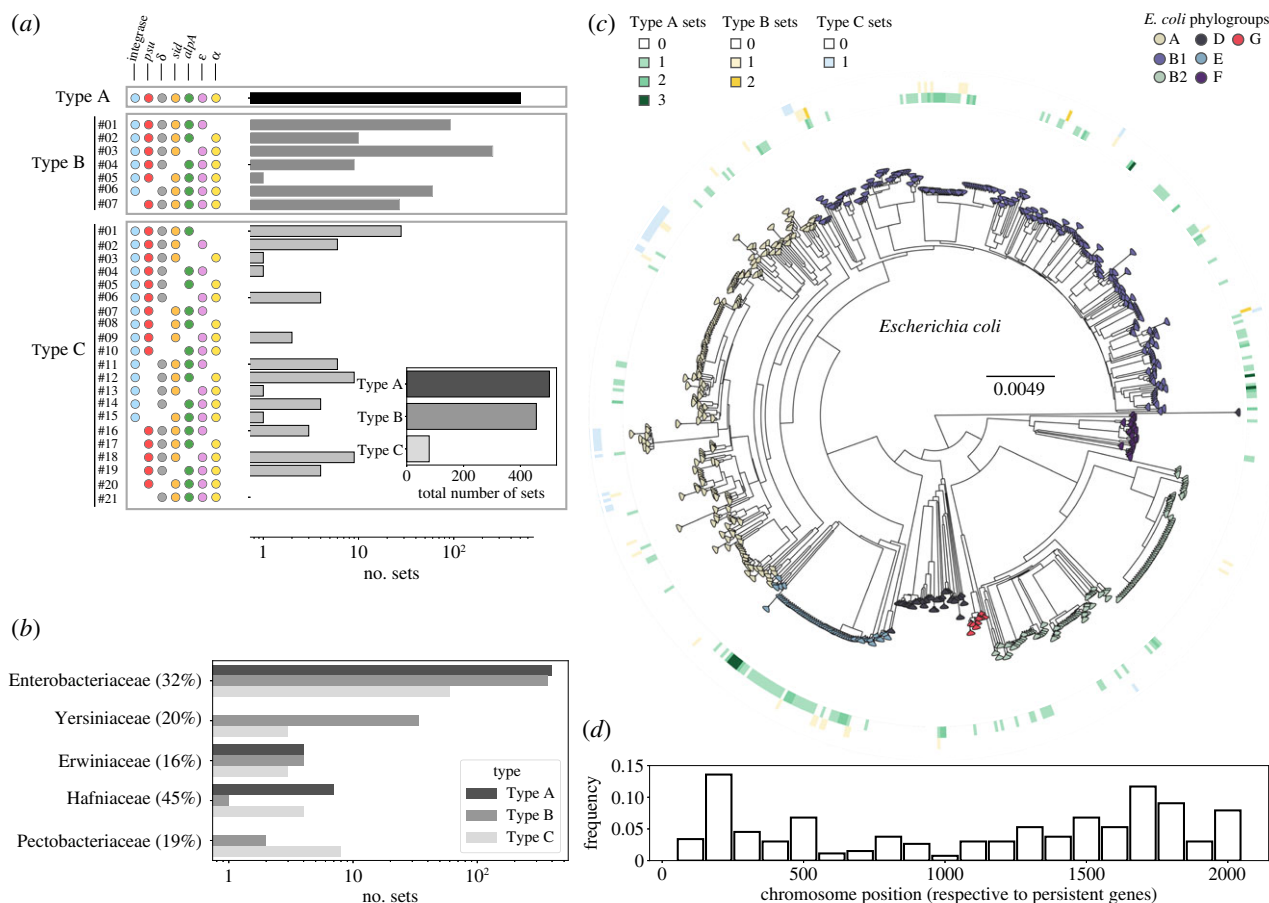 (a)
integrase
psu
δ
sid
alpA
ε
α
Type A
Type B
#01
#02
#03
#04
#05
#06
#07
Type C
#01
#02
#03
#04
#05
#06
#07
#08
#09
#10
#11
#12
#13
#14
#15
#16
#17
#18
#19
#20
#21
Type A
Type B
Type C
0 200 400
total number of sets
1 10 10²
no. sets
(b)
Enterobacteriaceae (32%)
Yersiniaceae (20%)
Erwiniaceae (16%)
Hafniaceae (45%)
Pectobacteriaceae (19%)
type
Type A
Type B
Type C
1 10 10²
no. sets
(c)
Type A sets
0
1
2
3
Type B sets
0
1
2
Type C sets
0
1
E. coli phylogroups
A D G
B1 E
B2 F
Escherichia coli
0.0049
(d)
frequency
0.15
0.10
0.05
0
0 500 1000 1500 2000
chromosome position (respective to persistent genes)